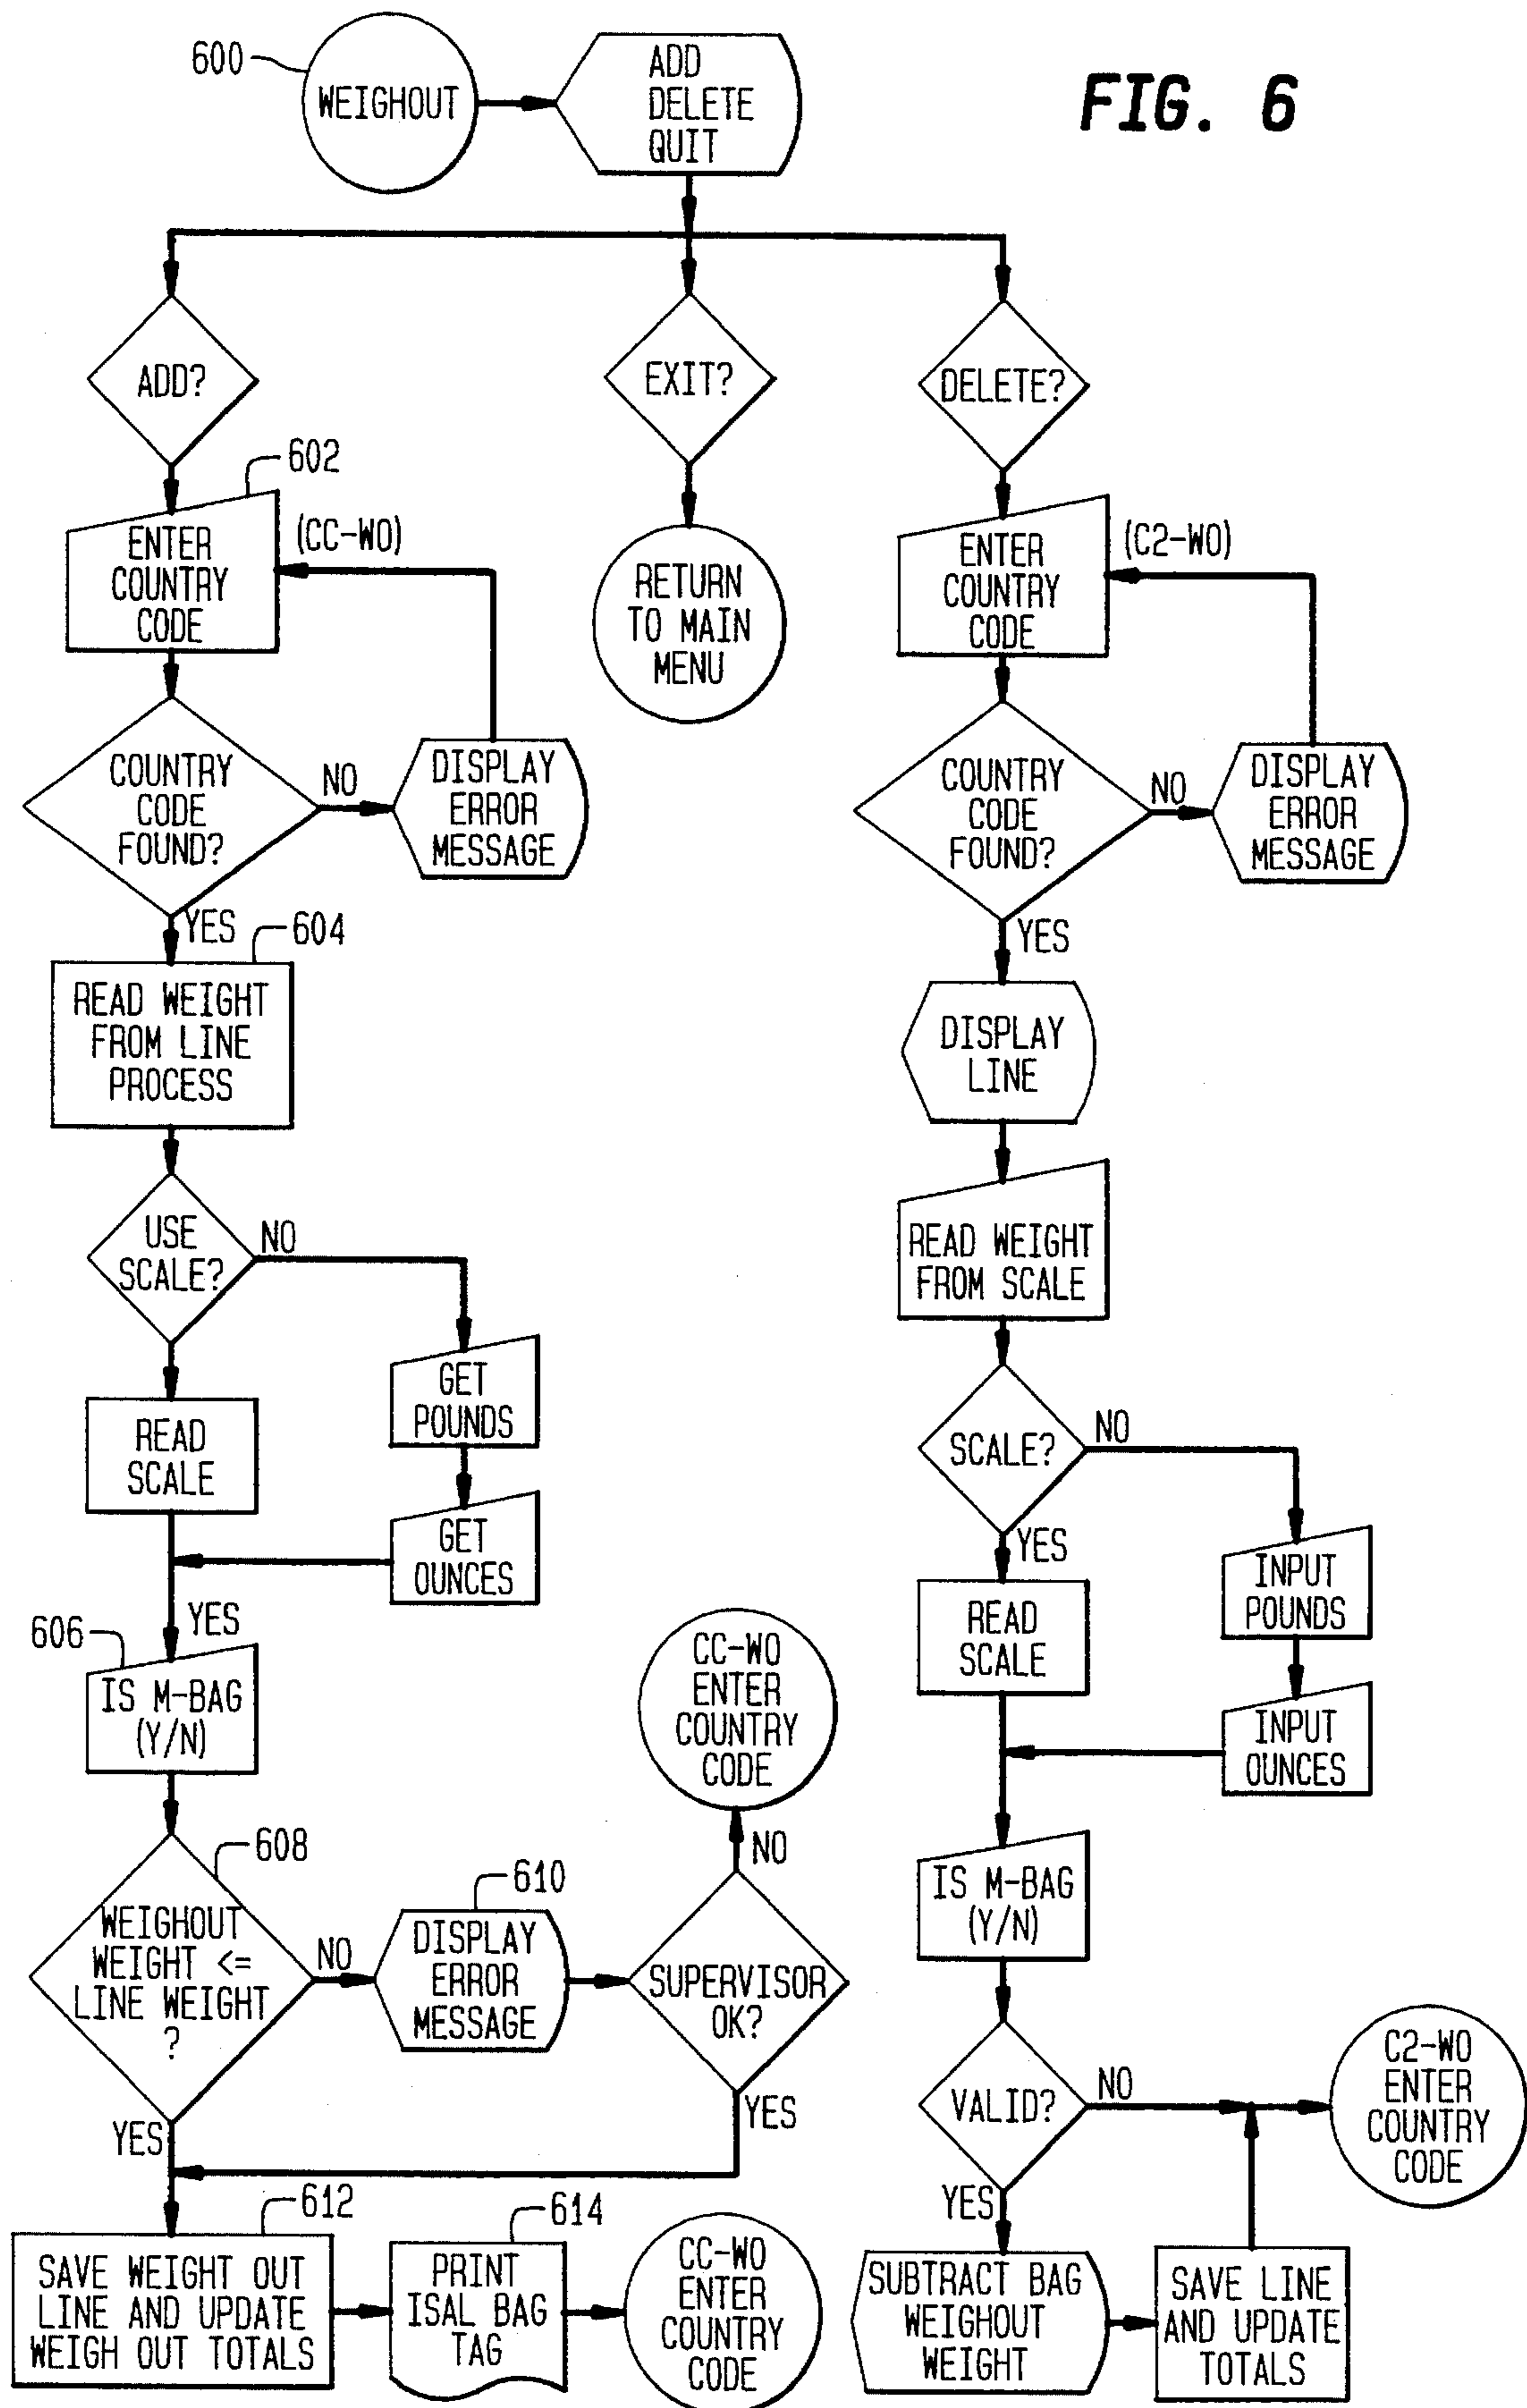 FIG. 6
600
WEIGHOUT
ADD
DELETE
QUIT
ADD?
EXIT?
DELETE?
602
ENTER
COUNTRY
CODE
(CC-WO)
RETURN
TO MAIN
MENU
ENTER
COUNTRY
CODE
(C2-WO)
COUNTRY
CODE
FOUND?
NO
DISPLAY
ERROR
MESSAGE
COUNTRY
CODE
FOUND?
NO
DISPLAY
ERROR
MESSAGE
YES
604
READ WEIGHT
FROM LINE
PROCESS
YES
DISPLAY
LINE
USE
SCALE?
NO
READ WEIGHT
FROM SCALE
GET
POUNDS
READ
SCALE
GET
OUNCES
SCALE?
NO
YES
INPUT
POUNDS
READ
SCALE
INPUT
OUNCES
YES
606
IS M-BAG
(Y/N)
CC-WO
ENTER
COUNTRY
CODE
NO
IS M-BAG
(Y/N)
608
WEIGHOUT
WEIGHT <=
LINE WEIGHT
?
NO
610
DISPLAY
ERROR
MESSAGE
SUPERVISOR
OK?
YES
YES
VALID?
NO
C2-WO
ENTER
COUNTRY
CODE
YES
612
SAVE WEIGHT OUT
LINE AND UPDATE
WEIGH OUT TOTALS
614
PRINT
ISAL BAG
TAG
CC-WO
ENTER
COUNTRY
CODE
SUBTRACT BAG
WEIGHOUT
WEIGHT
SAVE LINE
AND UPDATE
TOTALS